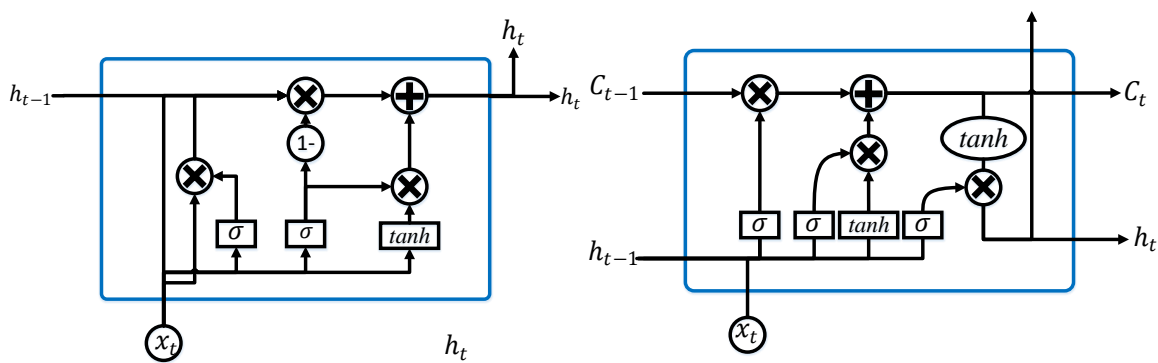 h_t
h_{t-1}
1-
h_t
σ
σ
tanh
x_t
h_t
C_{t-1}
C_t
tanh
σ
σ
tanh
σ
h_{t-1}
h_t
x_t